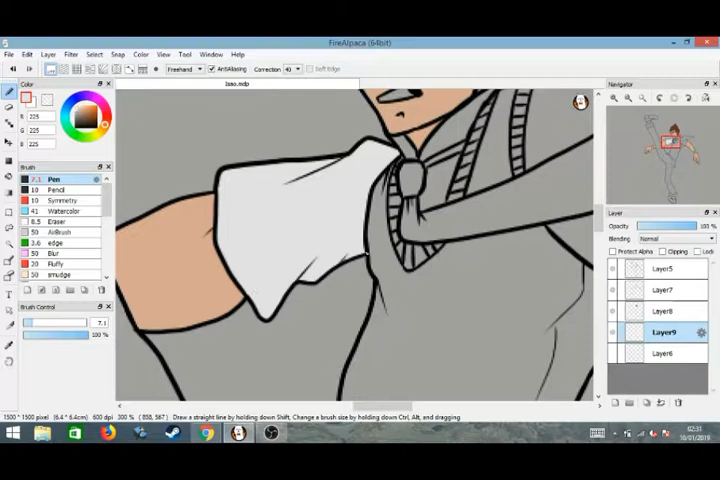 FireAlpaca (64bit)
File Edit Layer Filter Select Snap Color View Tool Window Help
Freehand AntiAliasing Correction 40 Soft Edge
Isao.mdp
Color
R 225
G 225
B 225
Brush
7.1 Pen
10 Pencil
10 Symmetry
41 Watercolor
8.5 Eraser
50 AirBrush
3.6 edge
50 Blur
20 Fluffy
50 smudge
Brush Control
7.1
100 %
Navigator
Layer
Opacity 100 %
Blending Normal
Protect Alpha Clipping Lock
Layer5
Layer7
Layer8
Layer9
Layer6
1500 * 1500 pixel (6.4 * 6.4cm) 600 dpi 300 % ( 858, 567 ) Draw a straight line by holding down Shift, Change a brush size by holding down Ctrl, Alt, and dragging
02:31
10/01/2019